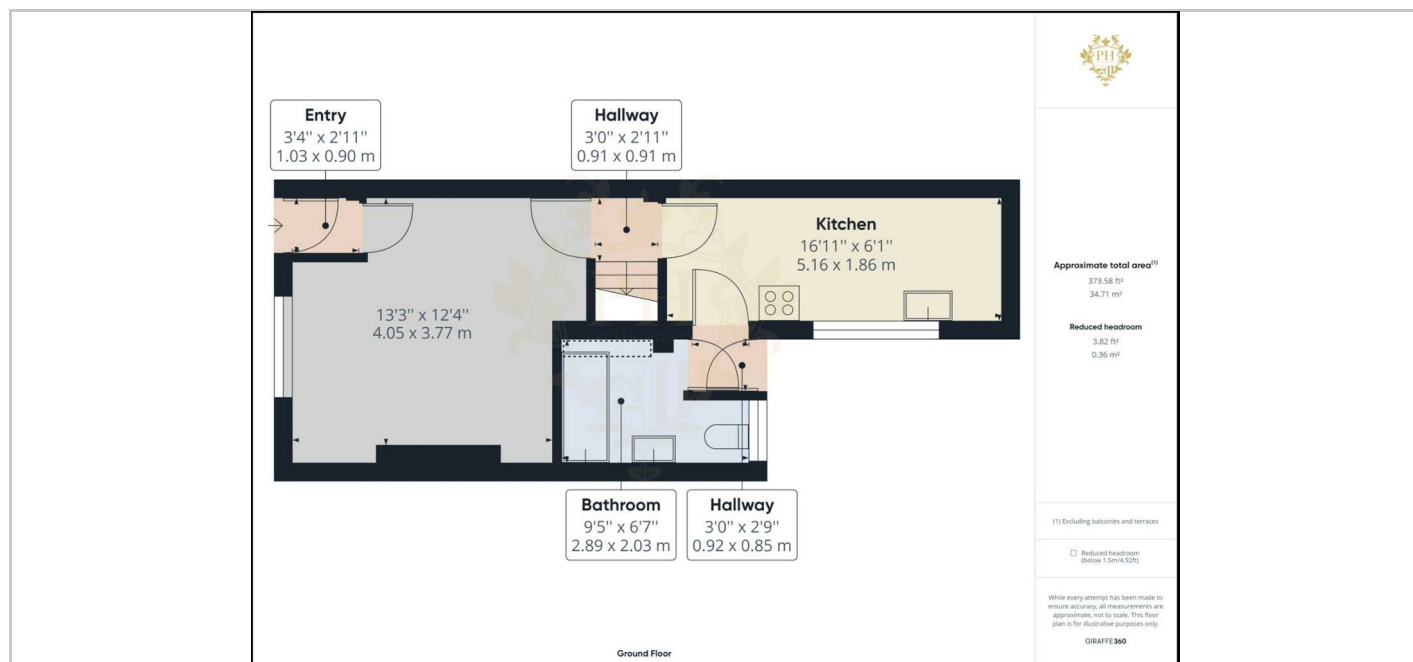 Entry
3'4'' x 2'11''
1.03 x 0.90 m
Hallway
3'0'' x 2'11''
0.91 x 0.91 m
Kitchen
16'11'' x 6'1''
5.16 x 1.86 m
13'3'' x 12'4''
4.05 x 3.77 m
Bathroom
9'5'' x 6'7''
2.89 x 2.03 m
Hallway
3'0'' x 2'9''
0.92 x 0.85 m
Ground Floor
PH
Approximate total area(1)
373.58 ft²
34.71 m²
Reduced headroom
3.82 ft²
0.36 m²
(1) Excluding balconies and terraces
Reduced headroom
(below 1.5m/4.92ft)
While every attempt has been made to
ensure accuracy, all measurements are
approximate, not to scale. This floor
plan is for illustrative purposes only.
GIRAFFE360